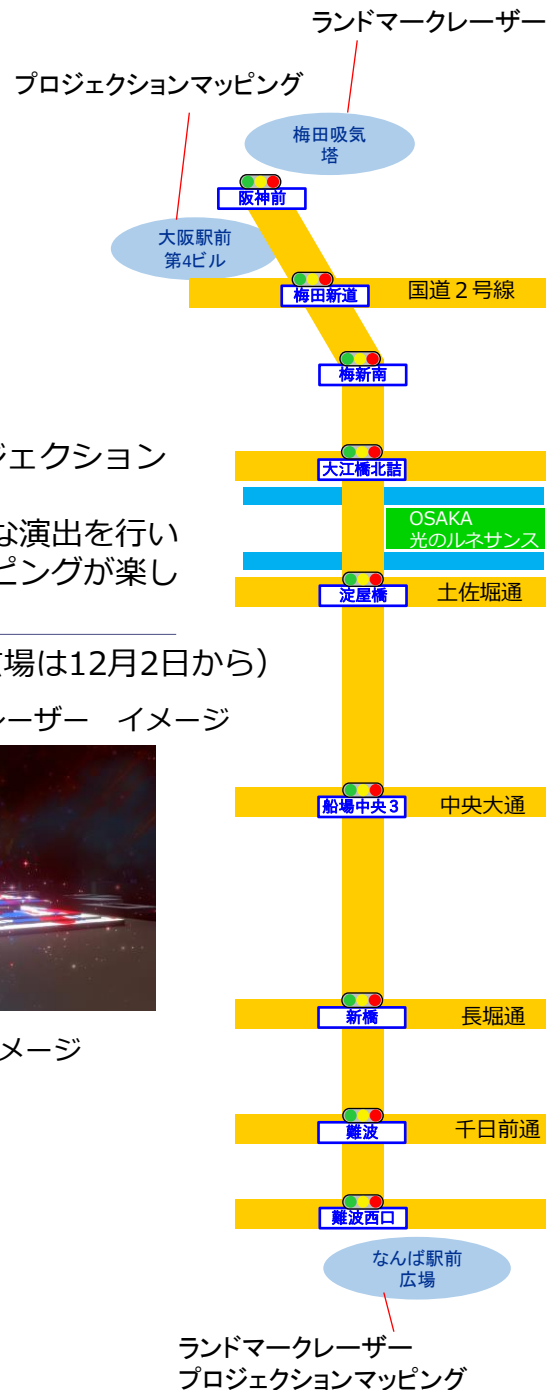 ランドマークレーザー
プロジェクションマッピング
梅田吸気
塔
阪神前
大阪駅前
第4ビル
梅田新道
国道２号線
梅新南
ジェクション
大江橋北詰
な演出を行い
OSAKA
光のルネサンス
ピングが楽し
淀屋橋
土佐堀通
場は12月2日から）
レーザー　イメージ
船場中央３
中央大通
新橋
長堀通
メージ
難波
千日前通
難波西口
なんば駅前
広場
ランドマークレーザー
プロジェクションマッピング